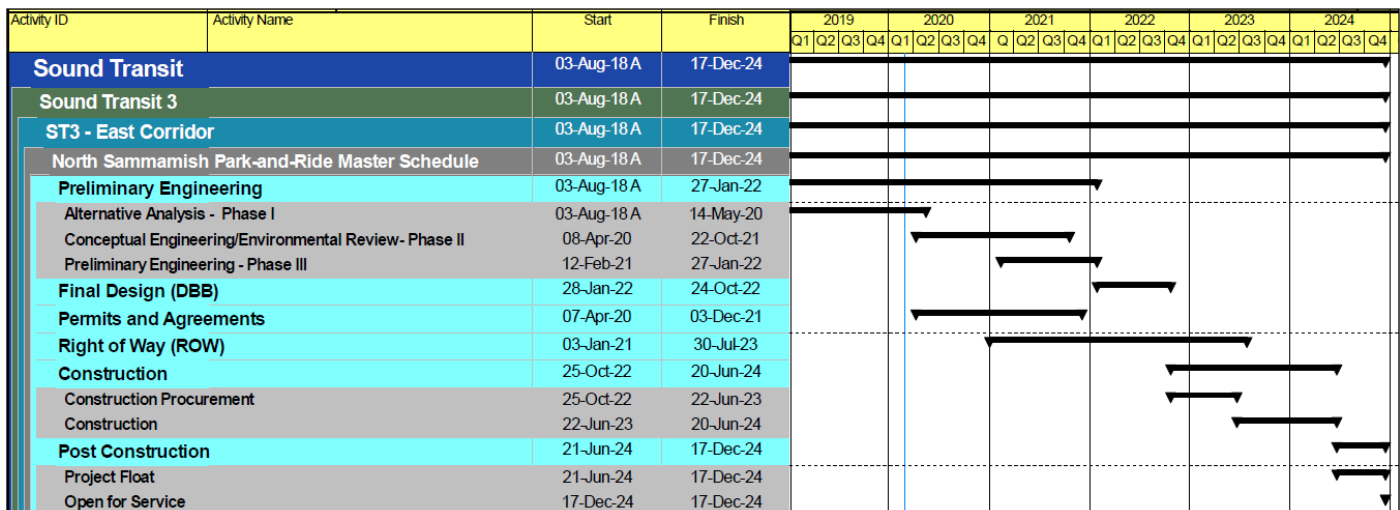 Activity ID Activity Name Start Finish 2019 2020 2021 2022 2023 2024
Q1 Q2 Q3 Q4 Q1 Q2 Q3 Q4 Q Q2 Q3 Q4 Q1 Q2 Q3 Q4 Q1 Q2 Q3 Q4 Q1 Q2 Q3 Q4
Sound Transit 03-Aug-18 A 17-Dec-24
Sound Transit 3 03-Aug-18 A 17-Dec-24
ST3 - East Corridor 03-Aug-18 A 17-Dec-24
North Sammamish Park-and-Ride Master Schedule 03-Aug-18 A 17-Dec-24
Preliminary Engineering 03-Aug-18 A 27-Jan-22
Alternative Analysis - Phase I 03-Aug-18 A 14-May-20
Conceptual Engineering/Environmental Review- Phase II 08-Apr-20 22-Oct-21
Preliminary Engineering - Phase III 12-Feb-21 27-Jan-22
Final Design (DBB) 28-Jan-22 24-Oct-22
Permits and Agreements 07-Apr-20 03-Dec-21
Right of Way (ROW) 03-Jan-21 30-Jul-23
Construction 25-Oct-22 20-Jun-24
Construction Procurement 25-Oct-22 22-Jun-23
Construction 22-Jun-23 20-Jun-24
Post Construction 21-Jun-24 17-Dec-24
Project Float 21-Jun-24 17-Dec-24
Open for Service 17-Dec-24 17-Dec-24